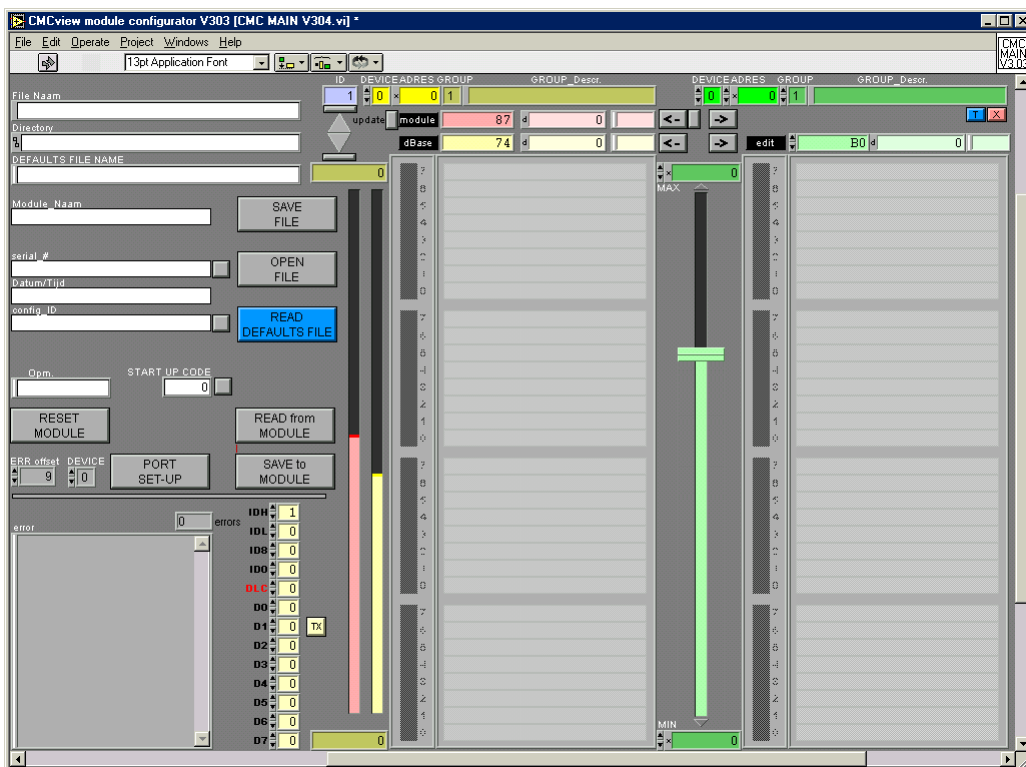 CMCview module configurator V303 [CMC MAIN V304.vi] *
File Edit Operate Project Windows Help
CMC
MAIN
V3.03
13pt Application Font
ID DEVICE ADRES GROUP GROUP_Descr. DEVICE ADRES GROUP GROUP_Descr.
1 0 x 0 1 0 x 0 1
File Naam
update module 87 d 0 <- -> T X
Directory
dBase 74 d 0 <- -> edit B0 d 0
DEFAULTS FILE NAME
0 x 0
MAX
Module_Naam
SAVE
FILE
serial_#
OPEN
FILE
Datum/Tijd
config_ID
READ
DEFAULTS FILE
Opm.
START UP CODE
0
RESET
MODULE
READ from
MODULE
ERR offset DEVICE
9 0
PORT
SET-UP
SAVE to
MODULE
0 errors
error
IDH 1
IDL 0
ID8 0
ID0 0
DLC 0
D0 0
D1 0 TX
D2 0
D3 0
D4 0
D5 0
D6 0
D7 0
MIN
0 x 0